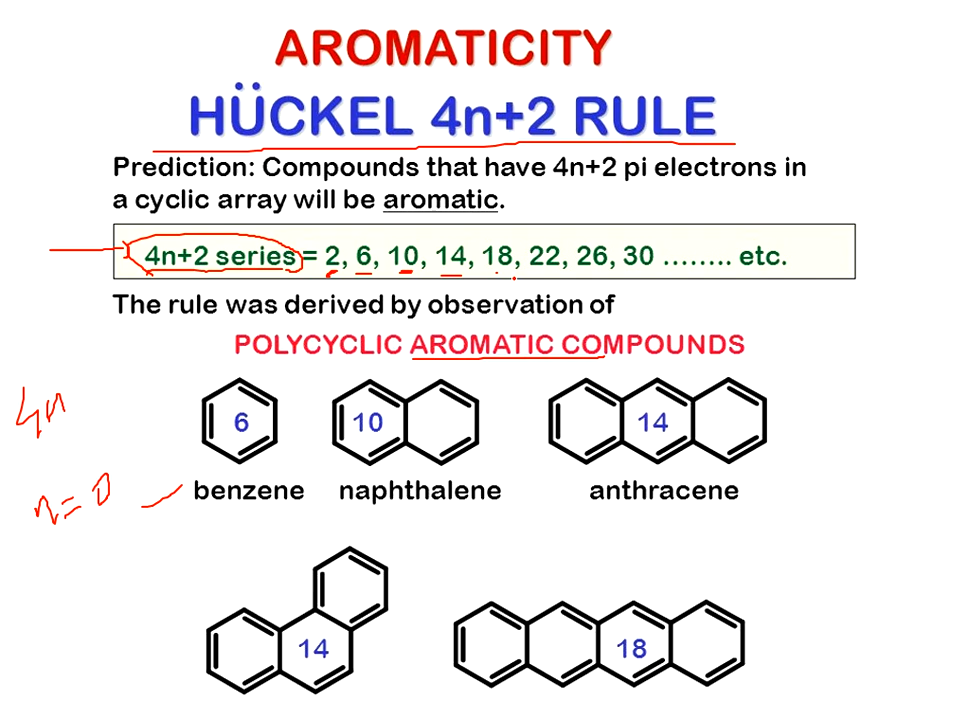 AROMATICITY
HÜCKEL 4n+2 RULE
Prediction: Compounds that have 4n+2 pi electrons in
a cyclic array will be aromatic.
4n+2 series = 2, 6, 10, 14, 18, 22, 26, 30 …….. etc.
The rule was derived by observation of
POLYCYCLIC AROMATIC COMPOUNDS
4n
6 10 14
n=0
benzene naphthalene anthracene
14 18